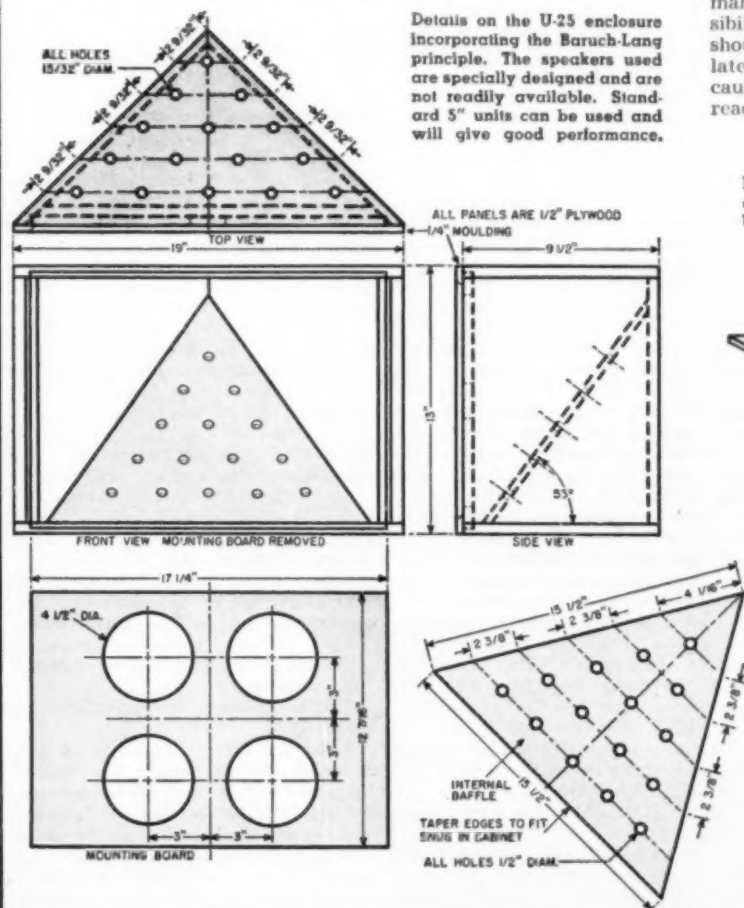 Details on the U-25 enclosure
incorporating the Baruch-Lang
principle. The speakers used
are specially designed and are
not readily available. Stand-
ard 5" units can be used and
will give good performance.
sibi
shou
late
cau
ALL HOLES
15/32" DIAM.
2 9/32"
2 9/32"
2 9/32"
2 9/32"
2 9/32"
2 9/32"
TOP VIEW
19"
ALL PANELS ARE 1/2" PLYWOOD
1/4" MOULDING
9 1/2"
13"
53°
FRONT VIEW MOUNTING BOARD REMOVED
SIDE VIEW
17 1/4"
4 1/2" DIA.
3"
3"
12 7/16"
3"
3"
MOUNTING BOARD
15 1/2"
4 1/16"
2 3/8"
2 3/8"
2 3/8"
2 3/8"
15 1/2"
INTERNAL
BAFFLE
TAPER EDGES TO FIT
SNUG IN CABINET
ALL HOLES 1/2" DIAM.